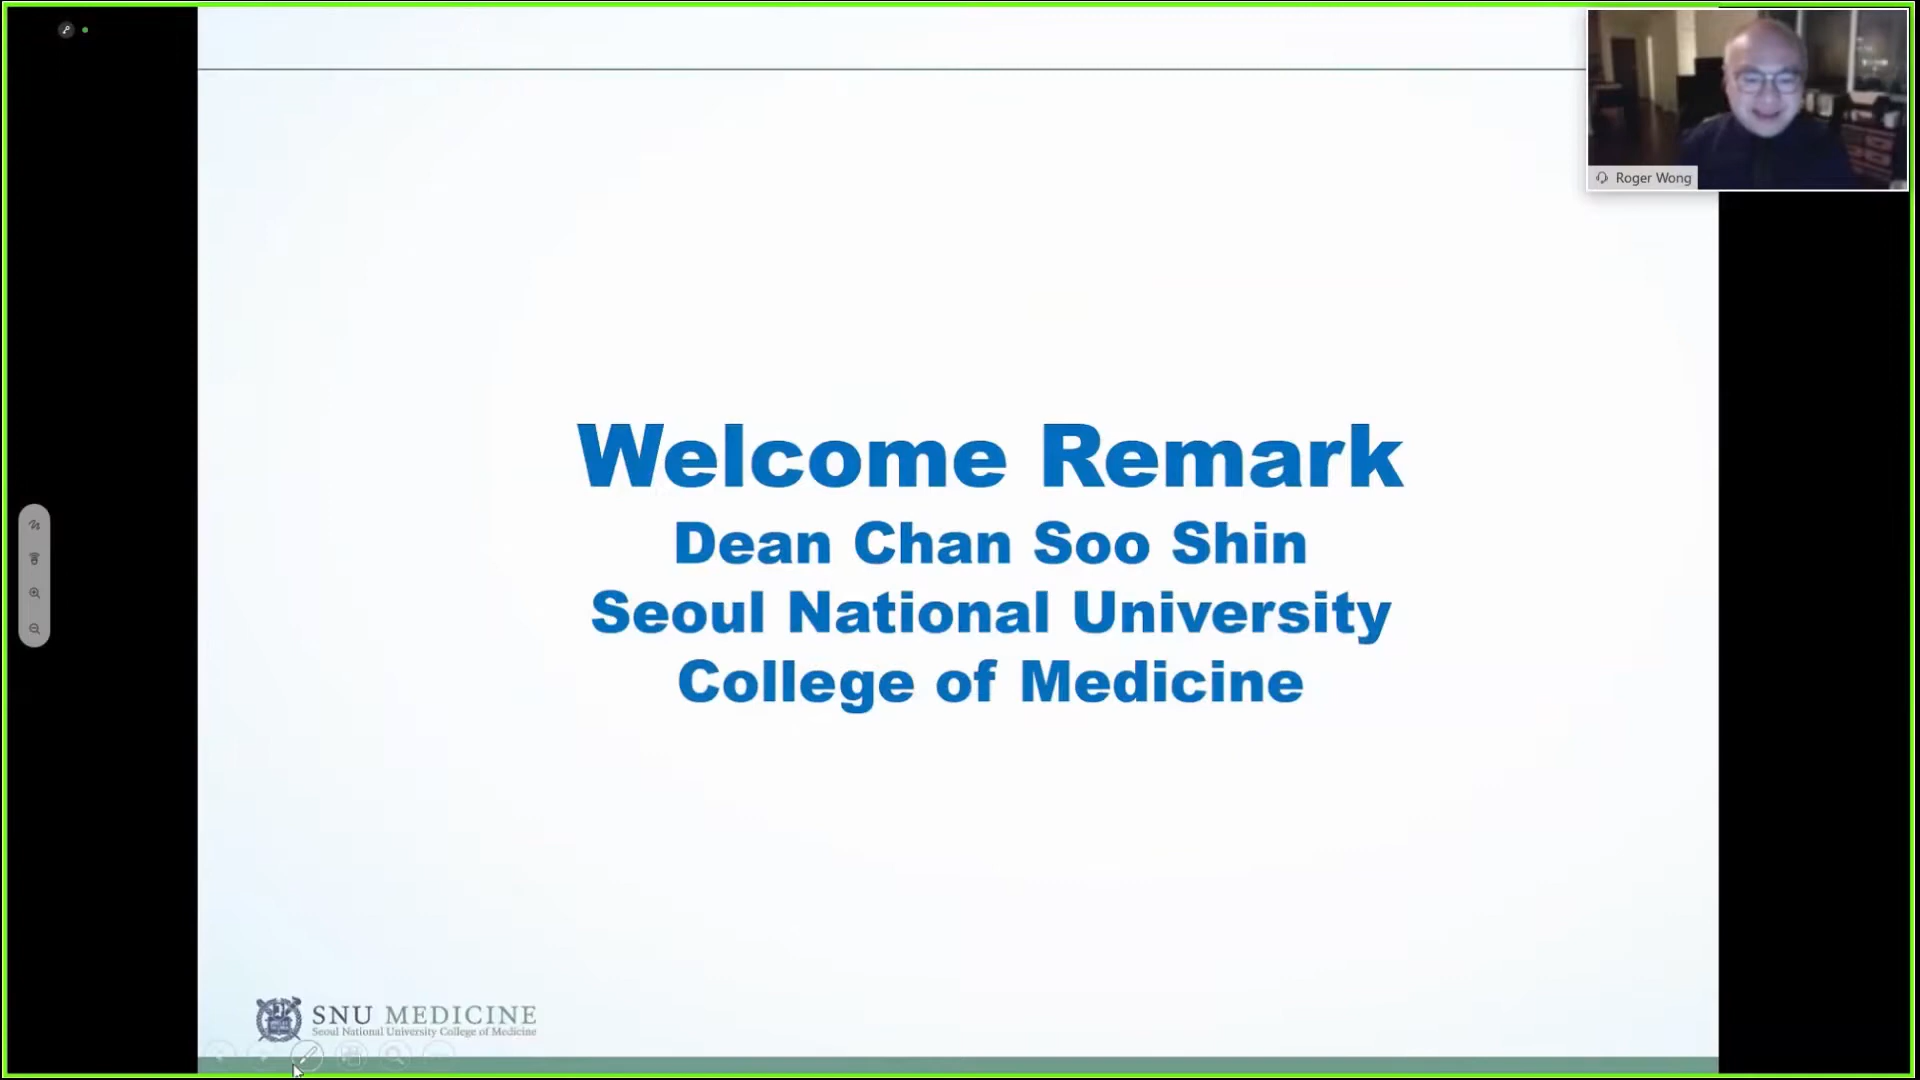 Roger Wong
Welcome Remark
Dean Chan Soo Shin
Seoul National University
College of Medicine
SNU MEDICINE
Seoul National University College of Medicine